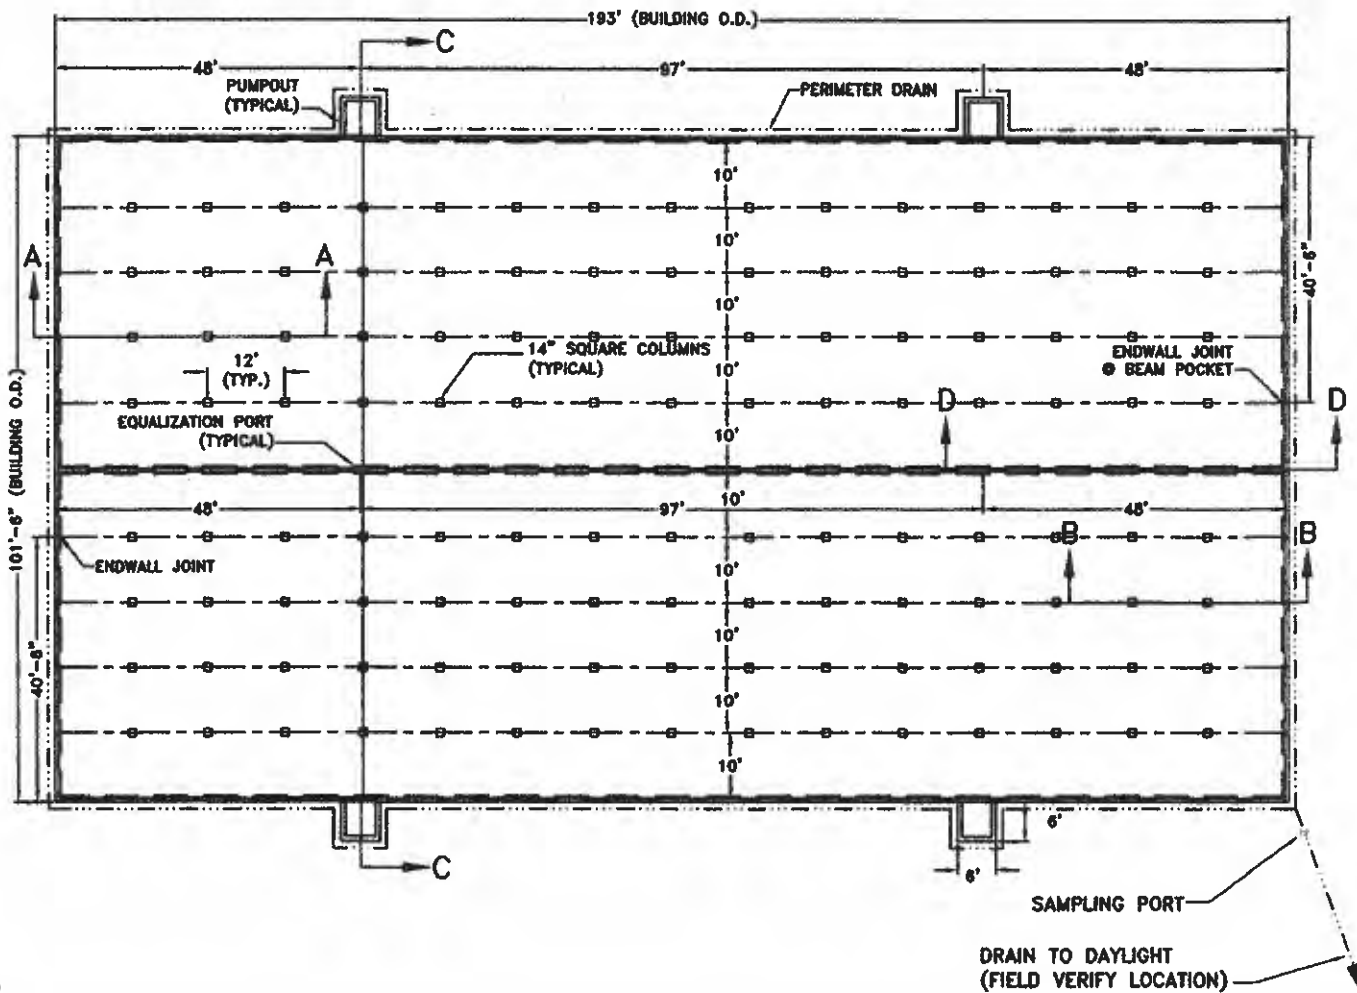 193' (BUILDING O.D.)
C
48'
97'
48'
PUMPOUT
(TYPICAL)
PERIMETER DRAIN
10'
10'
A
A
40'-6"
10'
12'
(TYP.)
14" SQUARE COLUMNS
(TYPICAL)
10'
ENDWALL JOINT
@ BEAM POCKET
101'-6" (BUILDING O.D.)
D
D
EQUALIZATION PORT
(TYPICAL)
10'
10'
48'
97'
48'
B
B
ENDWALL JOINT
10'
10'
40'-6"
10'
10'
6'
6'
C
SAMPLING PORT
DRAIN TO DAYLIGHT
(FIELD VERIFY LOCATION)